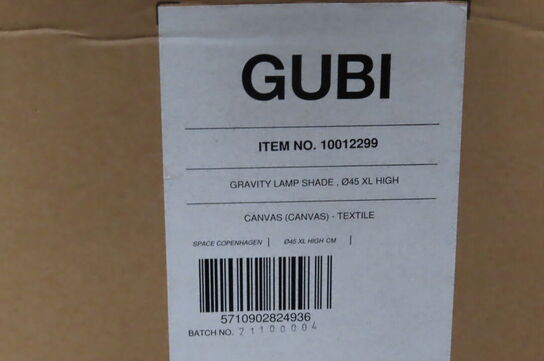 GUBI
ITEM NO. 10012299
GRAVITY LAMP SHADE , Ø45 XL HIGH
CANVAS (CANVAS) - TEXTILE
SPACE COPENHAGEN | Ø45 XL HIGH CM |
5710902824936
BATCH NO. 21100004